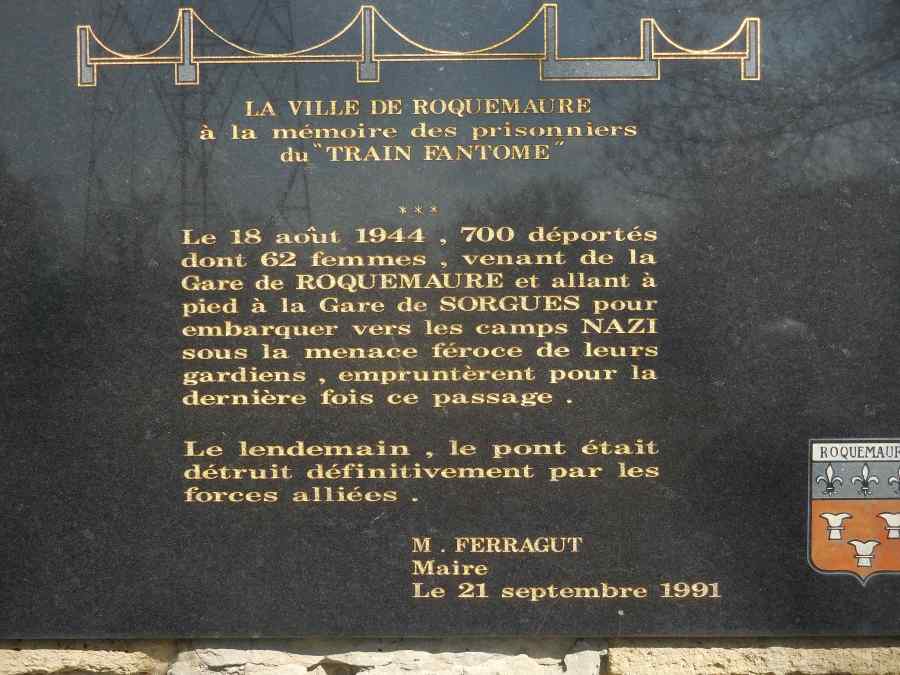 LA VILLE DE ROQUEMAURE
à la mémoire des prisonniers
du "TRAIN FANTOME"
***
Le 18 août 1944 , 700 déportés
dont 62 femmes , venant de la
Gare de ROQUEMAURE et allant à
pied à la Gare de SORGUES pour
embarquer vers les camps NAZI
sous la menace féroce de leurs
gardiens , empruntèrent pour la
dernière fois ce passage .
Le lendemain , le pont était
détruit définitivement par les
forces alliées .
ROQUEMAUR
M . FERRAGUT
Maire
Le 21 septembre 1991